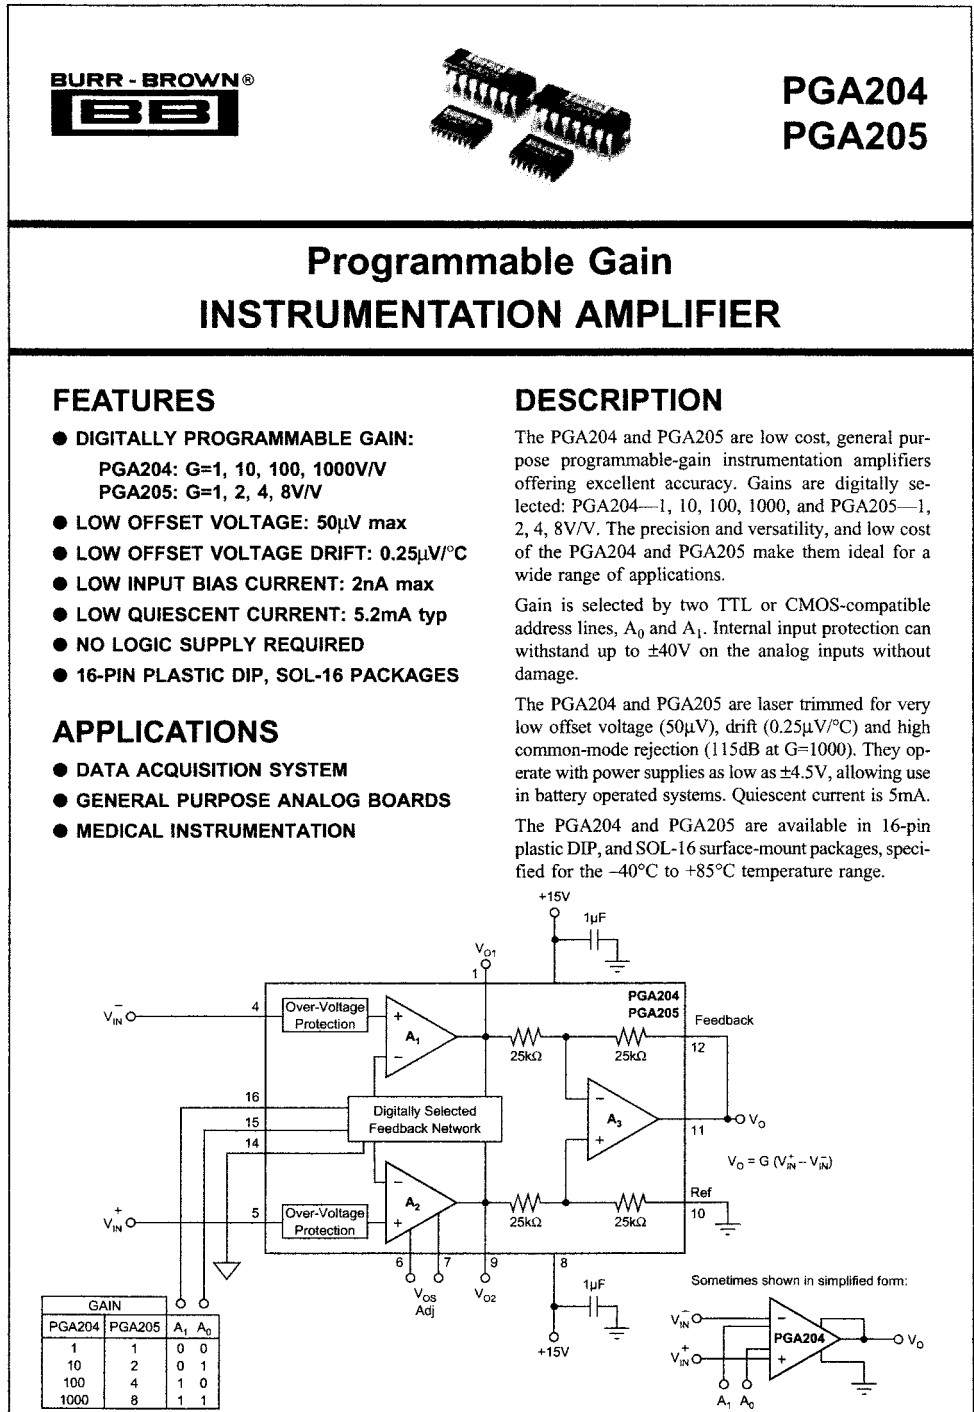 BURR - BROWN®
BB
PGA204
PGA205
Programmable Gain
INSTRUMENTATION AMPLIFIER
FEATURES
● DIGITALLY PROGRAMMABLE GAIN:
PGA204: G=1, 10, 100, 1000V/V
PGA205: G=1, 2, 4, 8V/V
● LOW OFFSET VOLTAGE: 50µV max
● LOW OFFSET VOLTAGE DRIFT: 0.25µV/°C
● LOW INPUT BIAS CURRENT: 2nA max
● LOW QUIESCENT CURRENT: 5.2mA typ
● NO LOGIC SUPPLY REQUIRED
● 16-PIN PLASTIC DIP, SOL-16 PACKAGES
APPLICATIONS
● DATA ACQUISITION SYSTEM
● GENERAL PURPOSE ANALOG BOARDS
● MEDICAL INSTRUMENTATION
DESCRIPTION
The PGA204 and PGA205 are low cost, general pur-
pose programmable-gain instrumentation amplifiers
offering excellent accuracy. Gains are digitally se-
lected: PGA204—1, 10, 100, 1000, and PGA205—1,
2, 4, 8V/V. The precision and versatility, and low cost
of the PGA204 and PGA205 make them ideal for a
wide range of applications.
Gain is selected by two TTL or CMOS-compatible
address lines, A0 and A1. Internal input protection can
withstand up to ±40V on the analog inputs without
damage.
The PGA204 and PGA205 are laser trimmed for very
low offset voltage (50µV), drift (0.25µV/°C) and high
common-mode rejection (115dB at G=1000). They op-
erate with power supplies as low as ±4.5V, allowing use
in battery operated systems. Quiescent current is 5mA.
The PGA204 and PGA205 are available in 16-pin
plastic DIP, and SOL-16 surface-mount packages, speci-
fied for the –40°C to +85°C temperature range.
+15V
1µF
VO1
1
PGA204
PGA205
VIN–
4
Over-Voltage
Protection
+
–
A1
25kΩ
25kΩ
Feedback
12
16
15
14
Digitally Selected
Feedback Network
–
+
A3
11
VO
VO = G (VIN+ – VIN–)
VIN+
5
Over-Voltage
Protection
–
+
A2
25kΩ
25kΩ
Ref
10
6
7
9
8
VOS
Adj
VO2
1µF
+15V
GAIN
PGA204 PGA205 A1 A0
1 1 0 0
10 2 0 1
100 4 1 0
1000 8 1 1
Sometimes shown in simplified form:
VIN–
VIN+
–
+
PGA204
VO
A1 A0